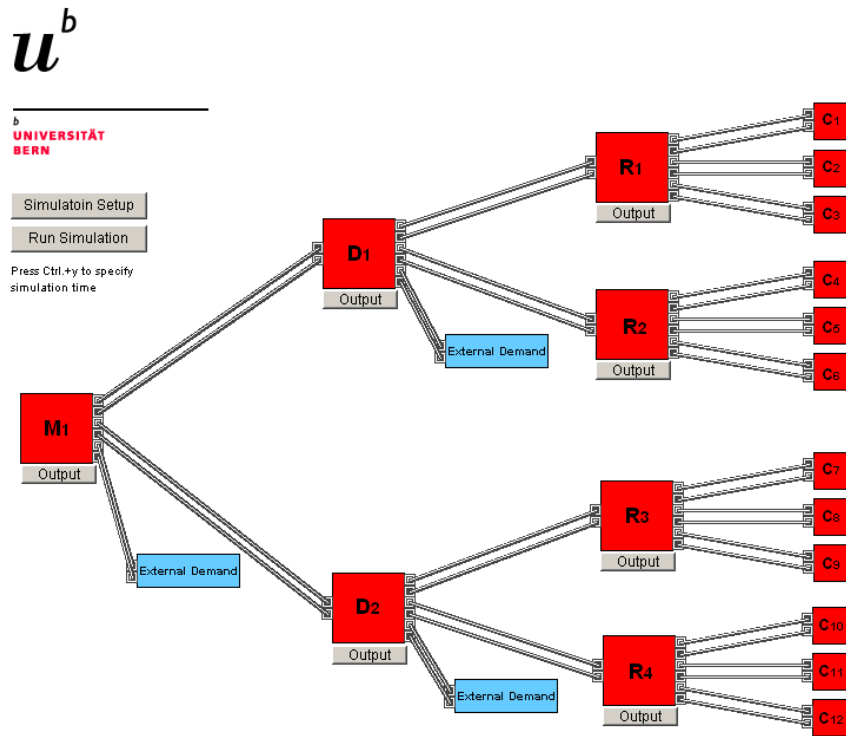 u^b
b
UNIVERSITÄT
BERN
Simulatoin Setup
Run Simulation
Press Ctrl.+y to specify
simulation time
M1
Output
External Demand
D1
Output
External Demand
D2
Output
External Demand
R1
Output
R2
Output
R3
Output
R4
Output
C1
C2
C3
C4
C5
C6
C7
C8
C9
C10
C11
C12